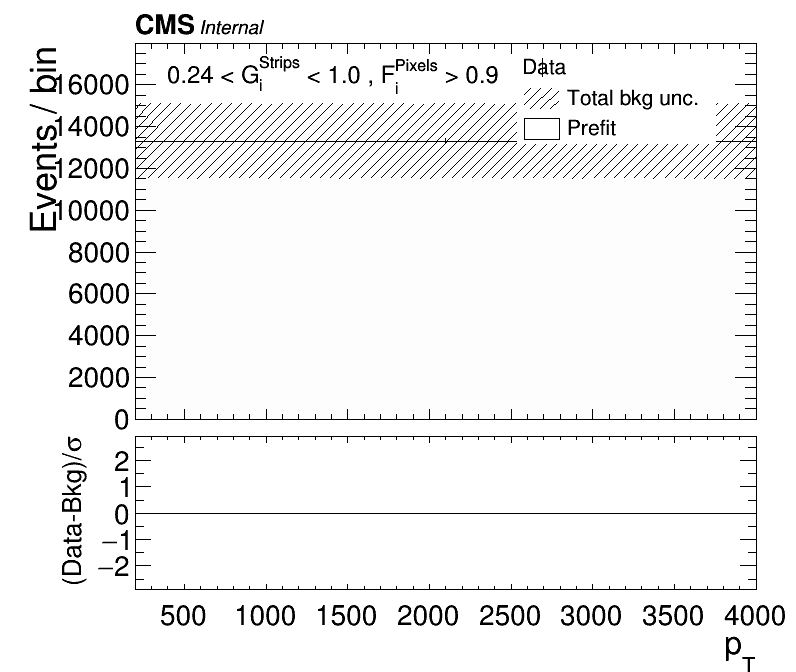 CMS Internal
0.24 < G_i^Strips < 1.0 , F_i^Pixels > 0.9
Data
Total bkg unc.
Prefit
Events / bin
16000
14000
12000
10000
8000
6000
4000
2000
0
(Data-Bkg)/σ
2
1
0
−1
−2
500 1000 1500 2000 2500 3000 3500 4000
p_T